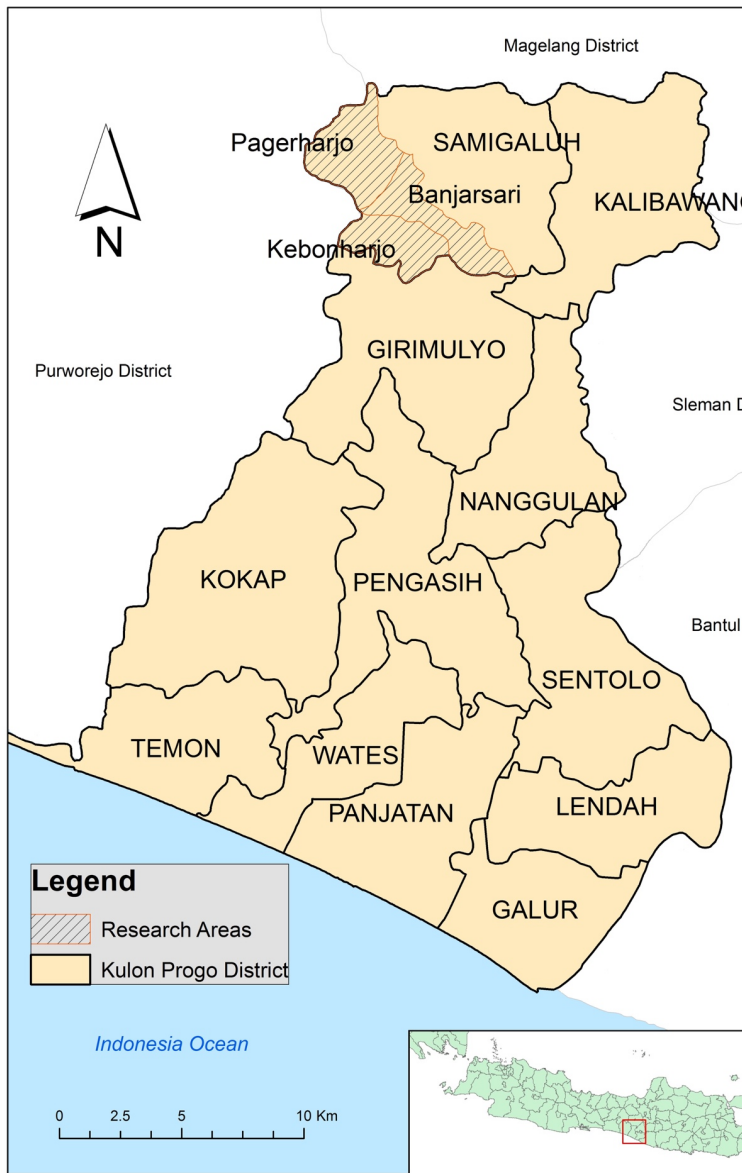 Magelang District
Pagerharjo
SAMIGALUH
Banjarsari
KALIBAWANG
N
Kebonharjo
GIRIMULYO
Purworejo District
Sleman D
NANGGULAN
KOKAP
PENGASIH
Bantul
SENTOLO
TEMON
WATES
PANJATAN
LENDAH
Legend
GALUR
Research Areas
Kulon Progo District
Indonesia Ocean
0 2.5 5 10 Km